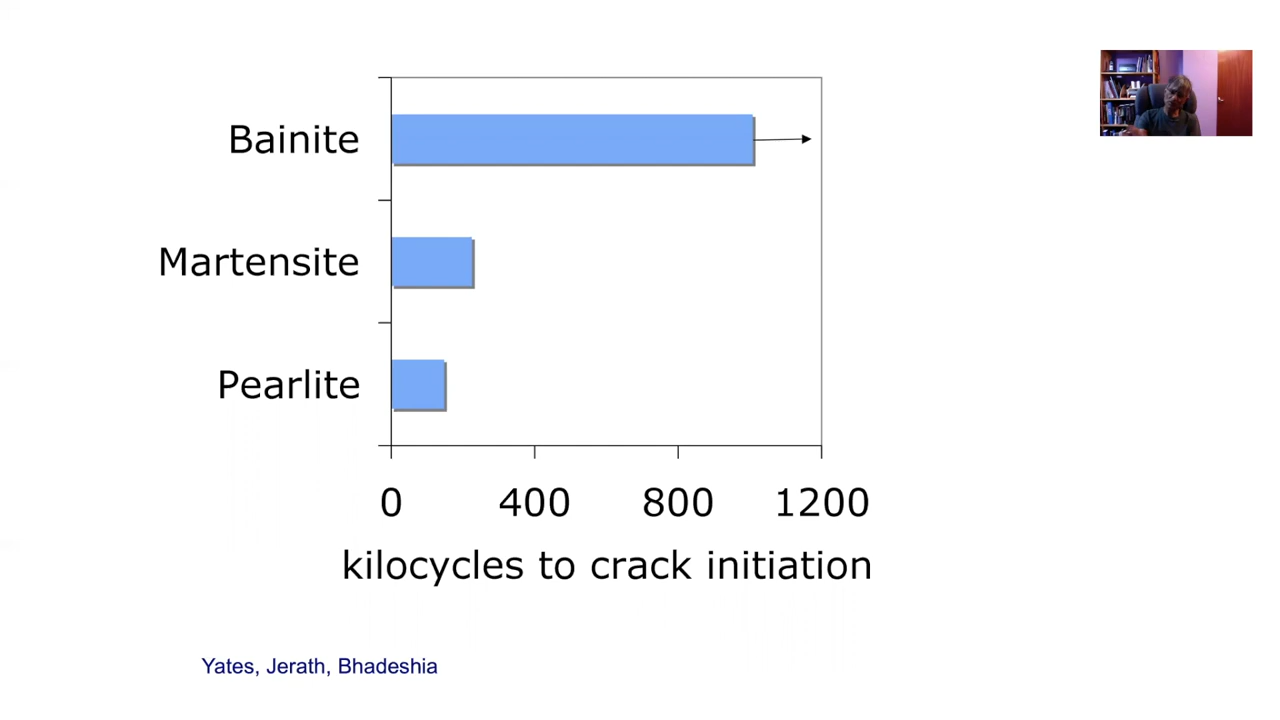 Bainite
Martensite
Pearlite
0 400 800 1200
kilocycles to crack initiation
Yates, Jerath, Bhadeshia